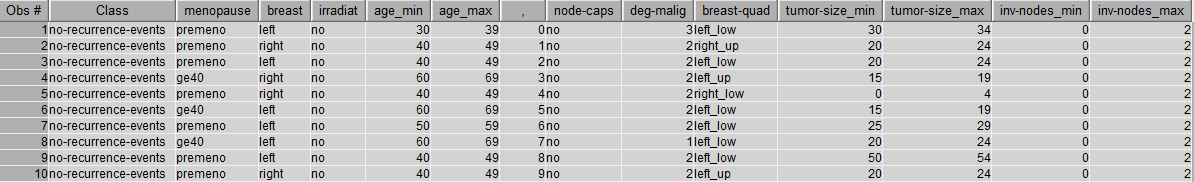 Obs # Class menopause breast irradiat age_min age_max , node-caps deg-malig breast-quad tumor-size_min tumor-size_max inv-nodes_min inv-nodes_max
1 no-recurrence-events premeno left no 30 39 0 no 3 left_low 30 34 0 2
2 no-recurrence-events premeno right no 40 49 1 no 2 right_up 20 24 0 2
3 no-recurrence-events premeno left no 40 49 2 no 2 left_low 20 24 0 2
4 no-recurrence-events ge40 right no 60 69 3 no 2 left_up 15 19 0 2
5 no-recurrence-events premeno right no 40 49 4 no 2 right_low 0 4 0 2
6 no-recurrence-events ge40 left no 60 69 5 no 2 left_low 15 19 0 2
7 no-recurrence-events premeno left no 50 59 6 no 2 left_low 25 29 0 2
8 no-recurrence-events ge40 left no 60 69 7 no 1 left_low 20 24 0 2
9 no-recurrence-events premeno left no 40 49 8 no 2 left_low 50 54 0 2
10 no-recurrence-events premeno right no 40 49 9 no 2 left_up 20 24 0 2